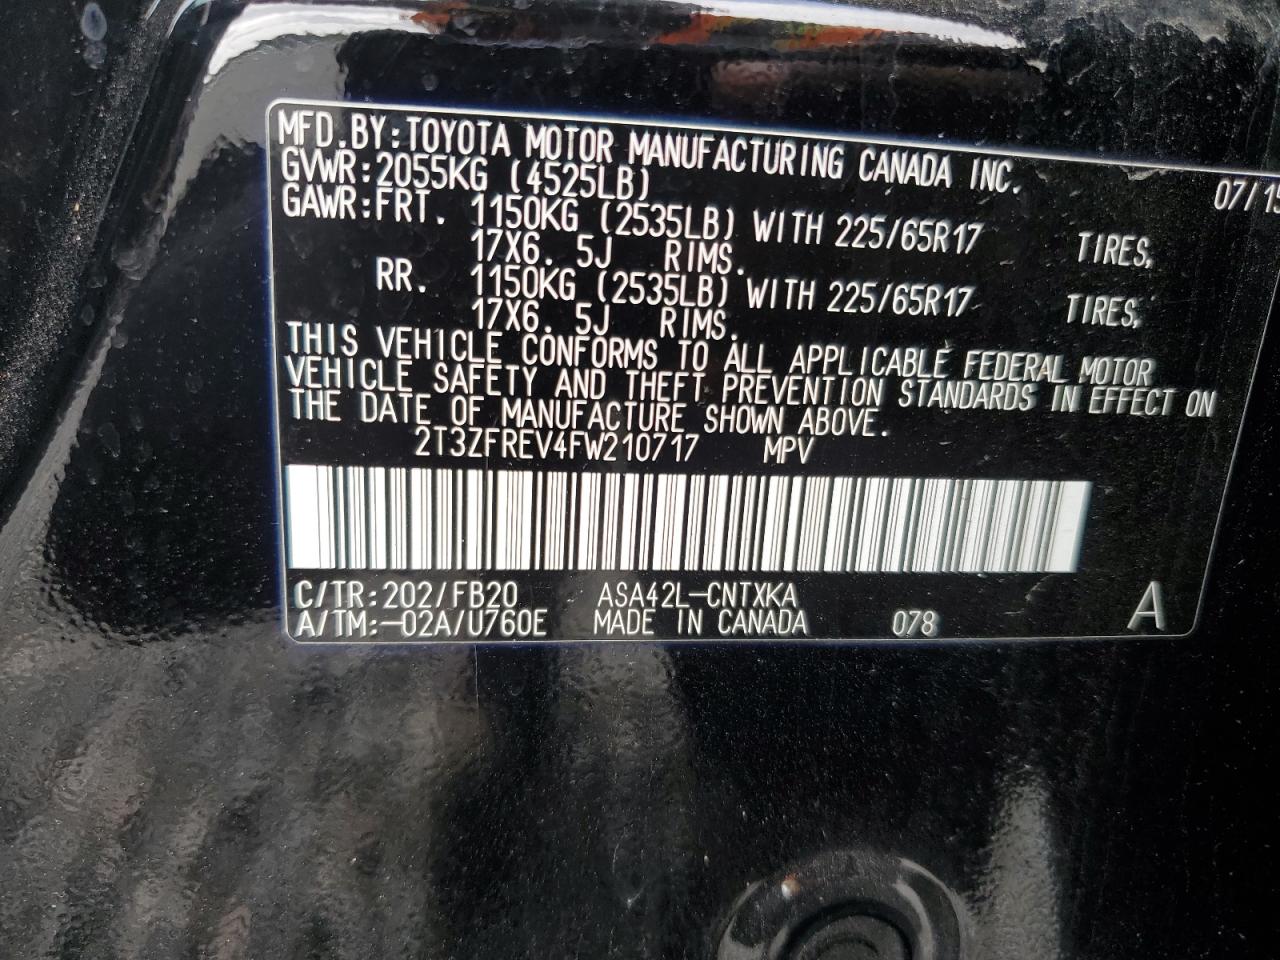 MFD.BY:TOYOTA MOTOR MANUFACTURING CANADA INC. 07/15
GVWR:2055KG (4525LB)
GAWR:FRT. 1150KG (2535LB) WITH 225/65R17 TIRES,
17X6. 5J RIMS.
RR. 1150KG (2535LB) WITH 225/65R17 TIRES,
17X6. 5J RIMS.
THIS VEHICLE CONFORMS TO ALL APPLICABLE FEDERAL MOTOR
VEHICLE SAFETY AND THEFT PREVENTION STANDARDS IN EFFECT ON
THE DATE OF MANUFACTURE SHOWN ABOVE.
2T3ZFREV4FW210717 MPV
C/TR:202/FB20 ASA42L-CNTXKA
A/TM:-02A/U760E MADE IN CANADA 078 A